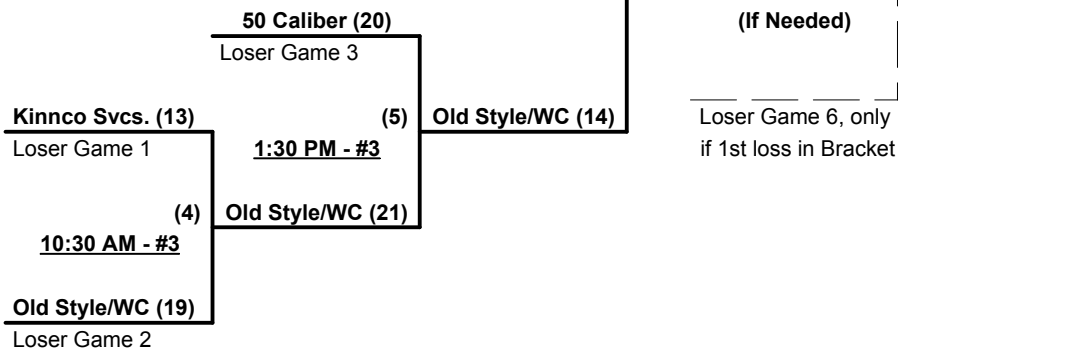 50 Caliber (20)
(If Needed)
Loser Game 3
Kinnco Svcs. (13)
(5)
Old Style/WC (14)
Loser Game 6, only
Loser Game 1
1:30 PM - #3
if 1st loss in Bracket
(4)
Old Style/WC (21)
10:30 AM - #3
Old Style/WC (19)
Loser Game 2